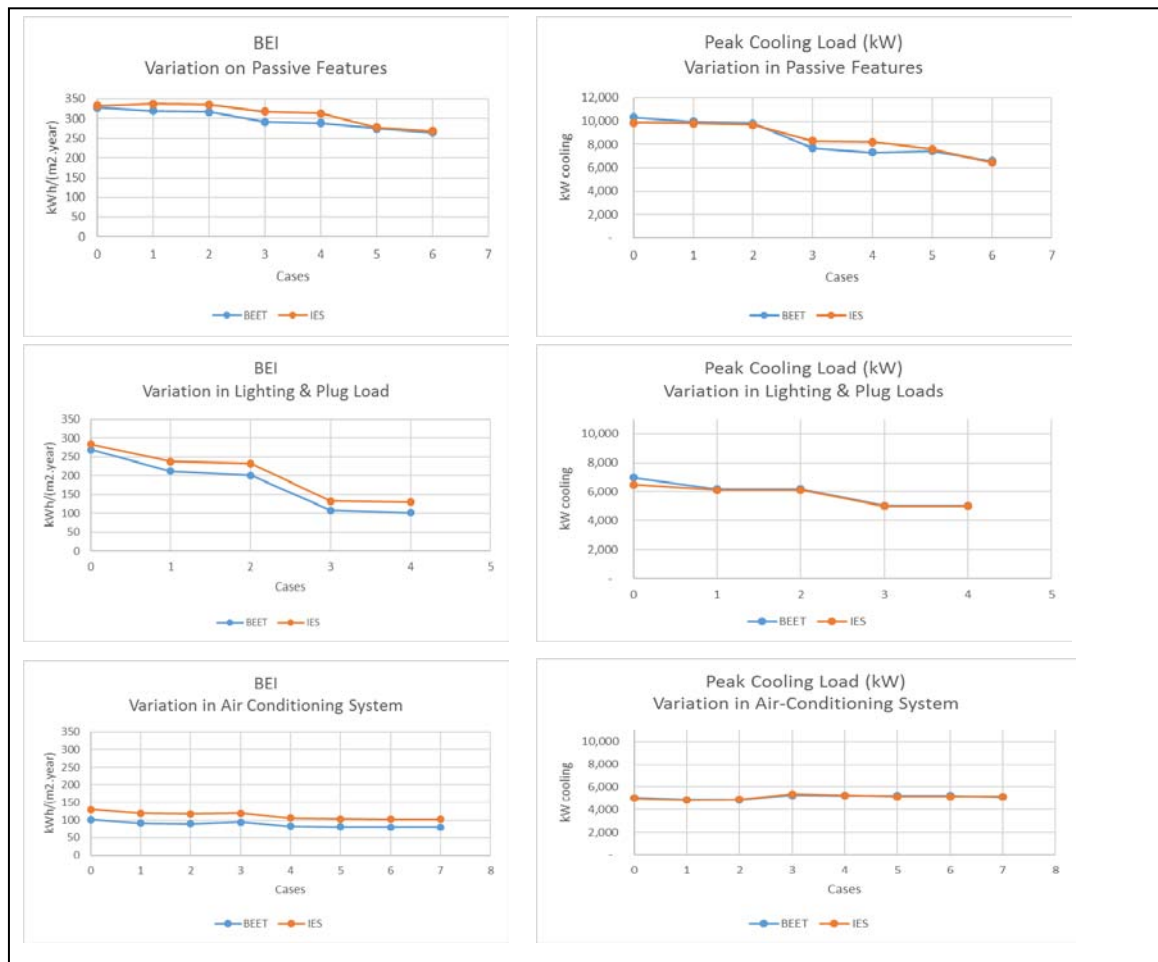 BEI
Variation on Passive Features
kWh/(m2.year)
350
300
250
200
150
100
50
0
0 1 2 3 4 5 6 7
Cases
BEET IES
Peak Cooling Load (kW)
Variation in Passive Features
kW cooling
12,000
10,000
8,000
6,000
4,000
2,000
-
0 1 2 3 4 5 6 7
Cases
BEET IES
BEI
Variation in Lighting & Plug Load
kWh/(m2.year)
350
300
250
200
150
100
50
0
0 1 2 3 4 5
Cases
BEET IES
Peak Cooling Load (kW)
Variation in Lighting & Plug Loads
kW cooling
10,000
8,000
6,000
4,000
2,000
-
0 1 2 3 4 5
BEET IES
BEI
Variation in Air Conditioning System
kWh/(m2.year)
350
300
250
200
150
100
50
0
0 1 2 3 4 5 6 7 8
Cases
BEET IES
Peak Cooling Load (kW)
Variation in Air-Conditioning System
kW cooling
10,000
8,000
6,000
4,000
2,000
-
0 1 2 3 4 5 6 7 8
Cases
BEET IES